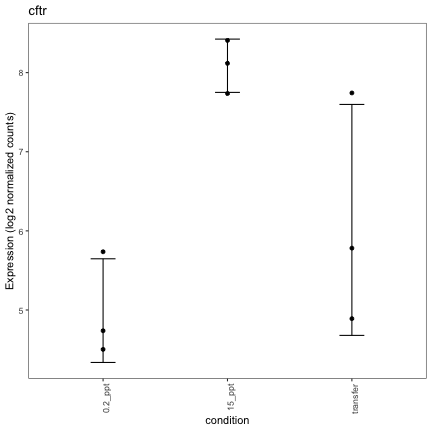 cftr
Expression (log2 normalized counts)
8
7
6
5
0.2_ppt
15_ppt
transfer
condition